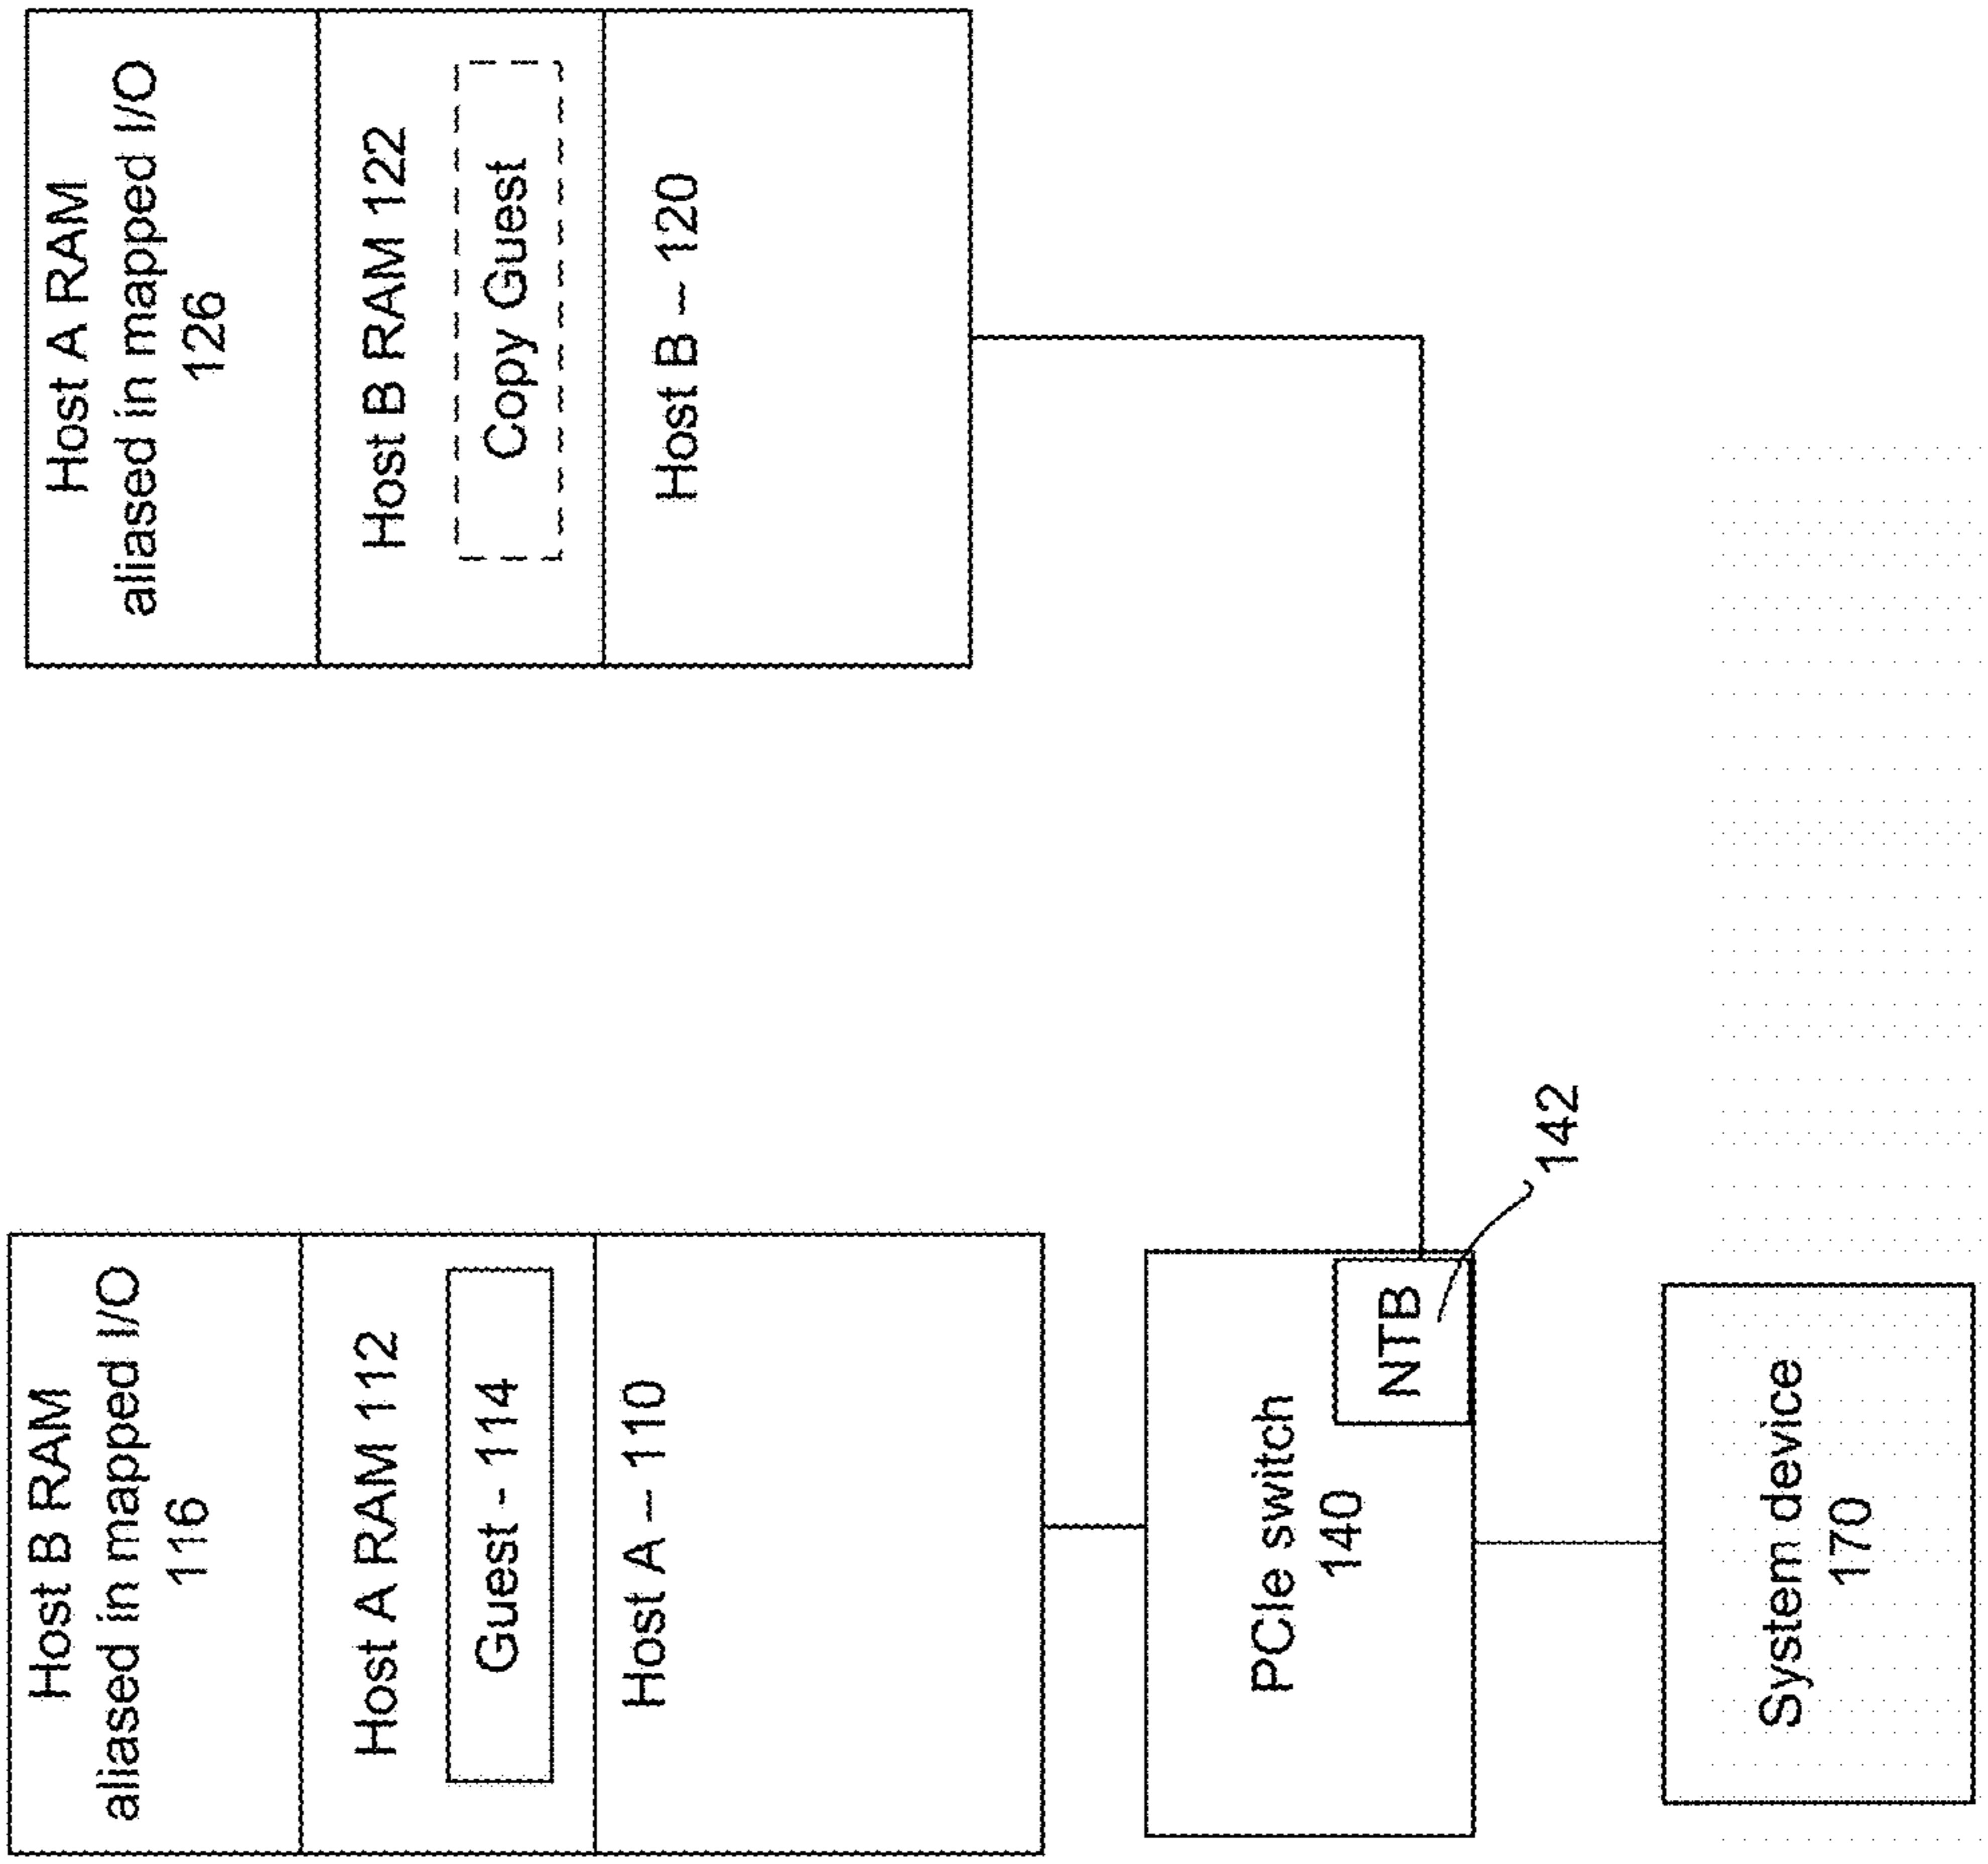 Host B RAM
aliased in mapped I/O
116
Host A RAM 112
Guest - 114
Host A – 110
Host A RAM
aliased in mapped I/O
126
Host B RAM 122
Copy Guest
Host B – 120
PCIe switch
140
NTB
142
System device
170